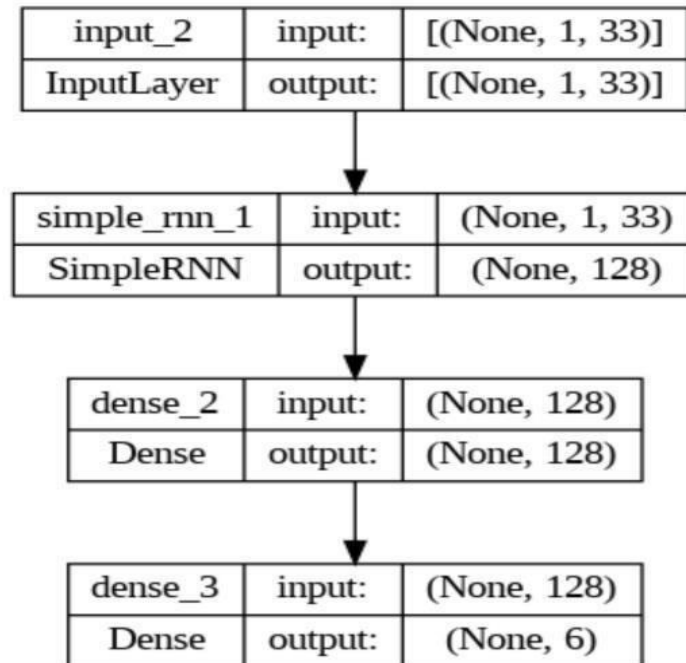 input_2 input: [(None, 1, 33)]
InputLayer output: [(None, 1, 33)]
simple_rnn_1 input: (None, 1, 33)
SimpleRNN output: (None, 128)
dense_2 input: (None, 128)
Dense output: (None, 128)
dense_3 input: (None, 128)
Dense output: (None, 6)